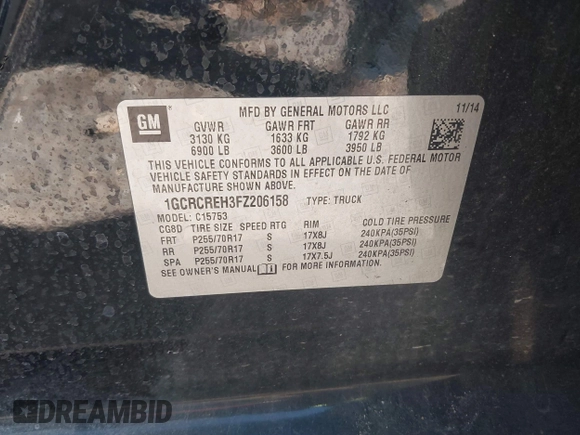 GM
MFD BY GENERAL MOTORS LLC 11/14
GVWR GAWR FRT GAWR RR
3130 KG 1633 KG 1792 KG
6900 LB 3600 LB 3950 LB
THIS VEHICLE CONFORMS TO ALL APPLICABLE U.S. FEDERAL MOTOR
VEHICLE SAFETY STANDARDS IN EFFECT ON THE DATE OF
MANUFACTURE SHOWN ABOVE.
1GCRCREH3FZ206158 TYPE: TRUCK
MODEL: C15753
CG8D TIRE SIZE SPEED RTG RIM COLD TIRE PRESSURE
FRT P255/70R17 S 17X8J 240KPA(35PSI)
RR P255/70R17 S 17X8J 240KPA(35PSI)
SPA P255/70R17 S 17X7.5J 240KPA(35PSI)
SEE OWNER'S MANUAL FOR MORE INFORMATION.
DREAMBID